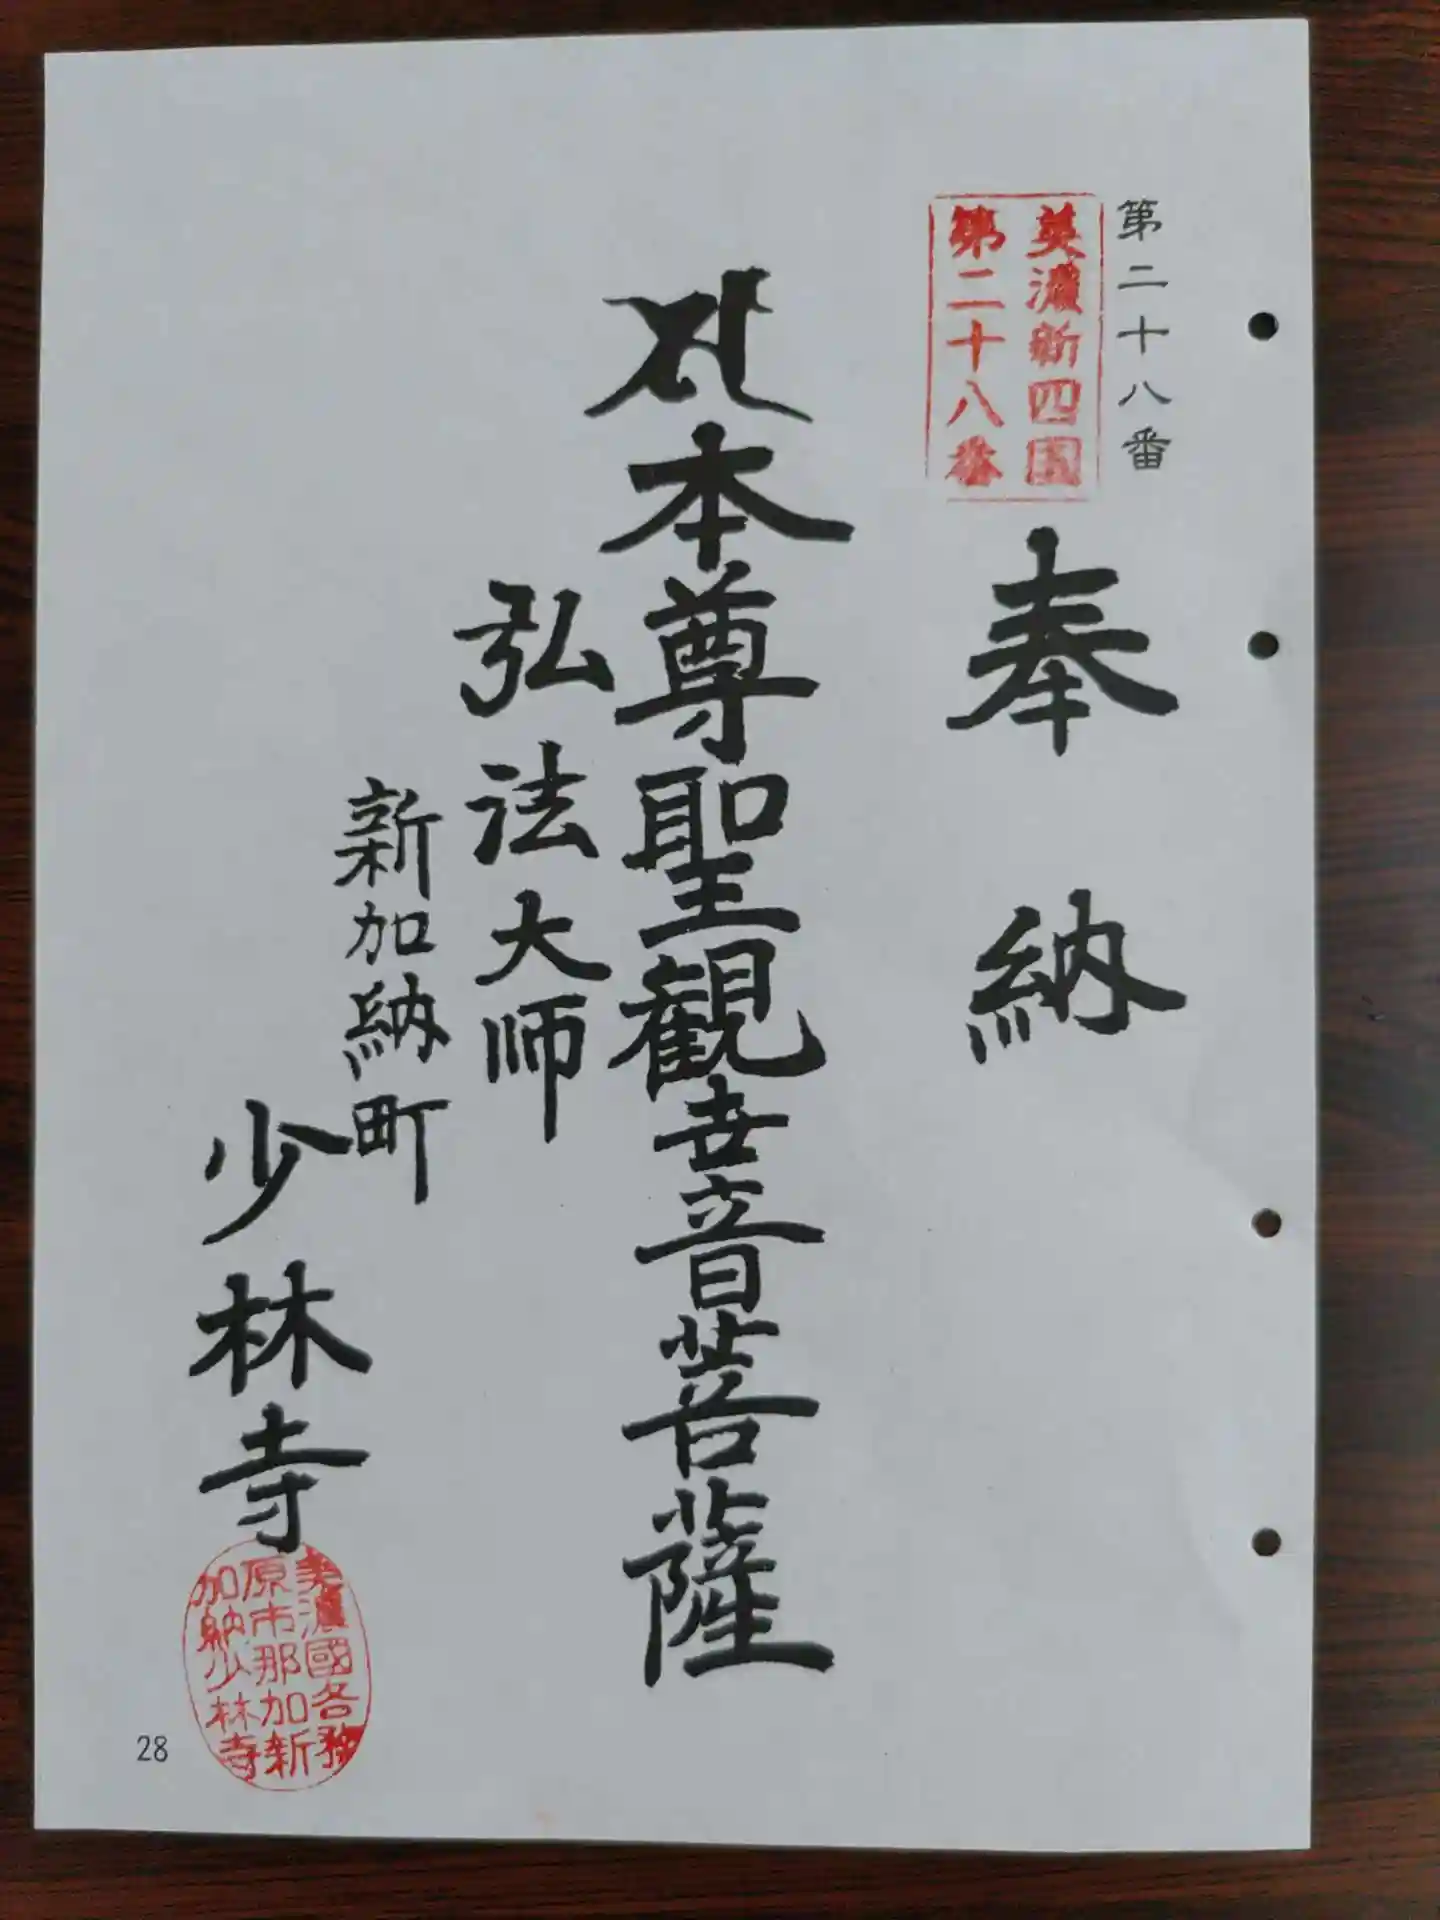 第二十八番
美濃新四国
第二十八番
奉納
本尊聖観世音菩薩
弘法大師
新加納町
少林寺
美濃國各務
原市那加新
加納少林寺
28